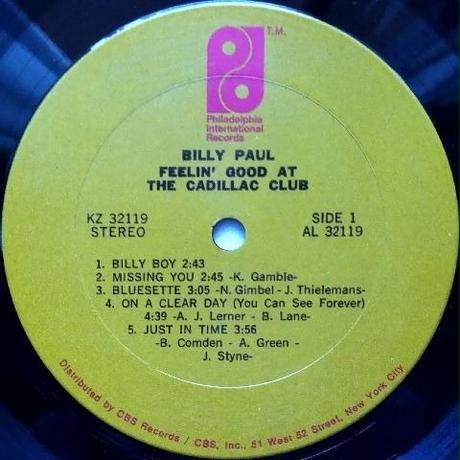 T.M.
Philadelphia
International
Records
BILLY PAUL
FEELIN' GOOD AT
THE CADILLAC CLUB
KZ 32119
STEREO
SIDE 1
AL 32119
1. BILLY BOY 2:43
2. MISSING YOU 2:45 -K. Gamble-
3. BLUESETTE 3:05 -N. Gimbel - J. Thielemans-
4. ON A CLEAR DAY (You Can See Forever)
4:39 -A. J. Lerner - B. Lane-
5. JUST IN TIME 3:56
-B. Comden - A. Green -
J. Styne-
Distributed by CBS Records / CBS, Inc., 51 West 52 Street, New York City